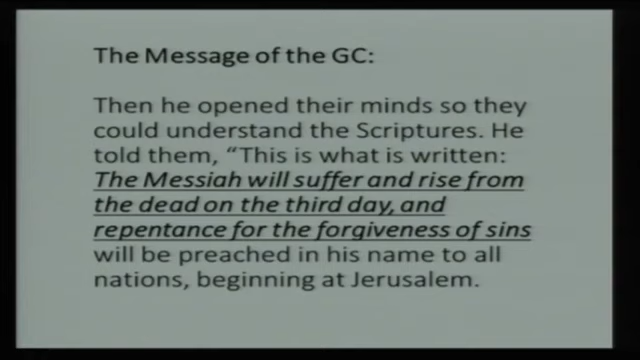 The Message of the GC:
Then he opened their minds so they
could understand the Scriptures. He
told them, “This is what is written:
The Messiah will suffer and rise from
the dead on the third day, and
repentance for the forgiveness of sins
will be preached in his name to all
nations, beginning at Jerusalem.